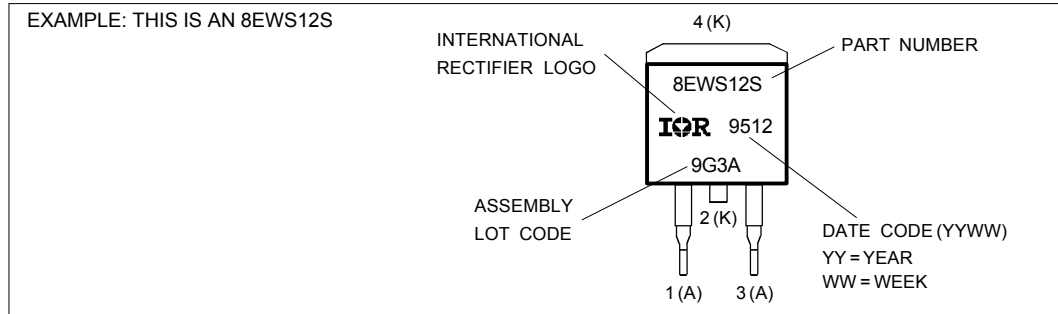 EXAMPLE: THIS IS AN 8EWS12S
4 (K)
INTERNATIONAL
RECTIFIER LOGO
PART NUMBER
8EWS12S
IOR 9512
9G3A
ASSEMBLY
LOT CODE
2 (K)
DATE CODE (YYWW)
YY = YEAR
WW = WEEK
1 (A) 3 (A)